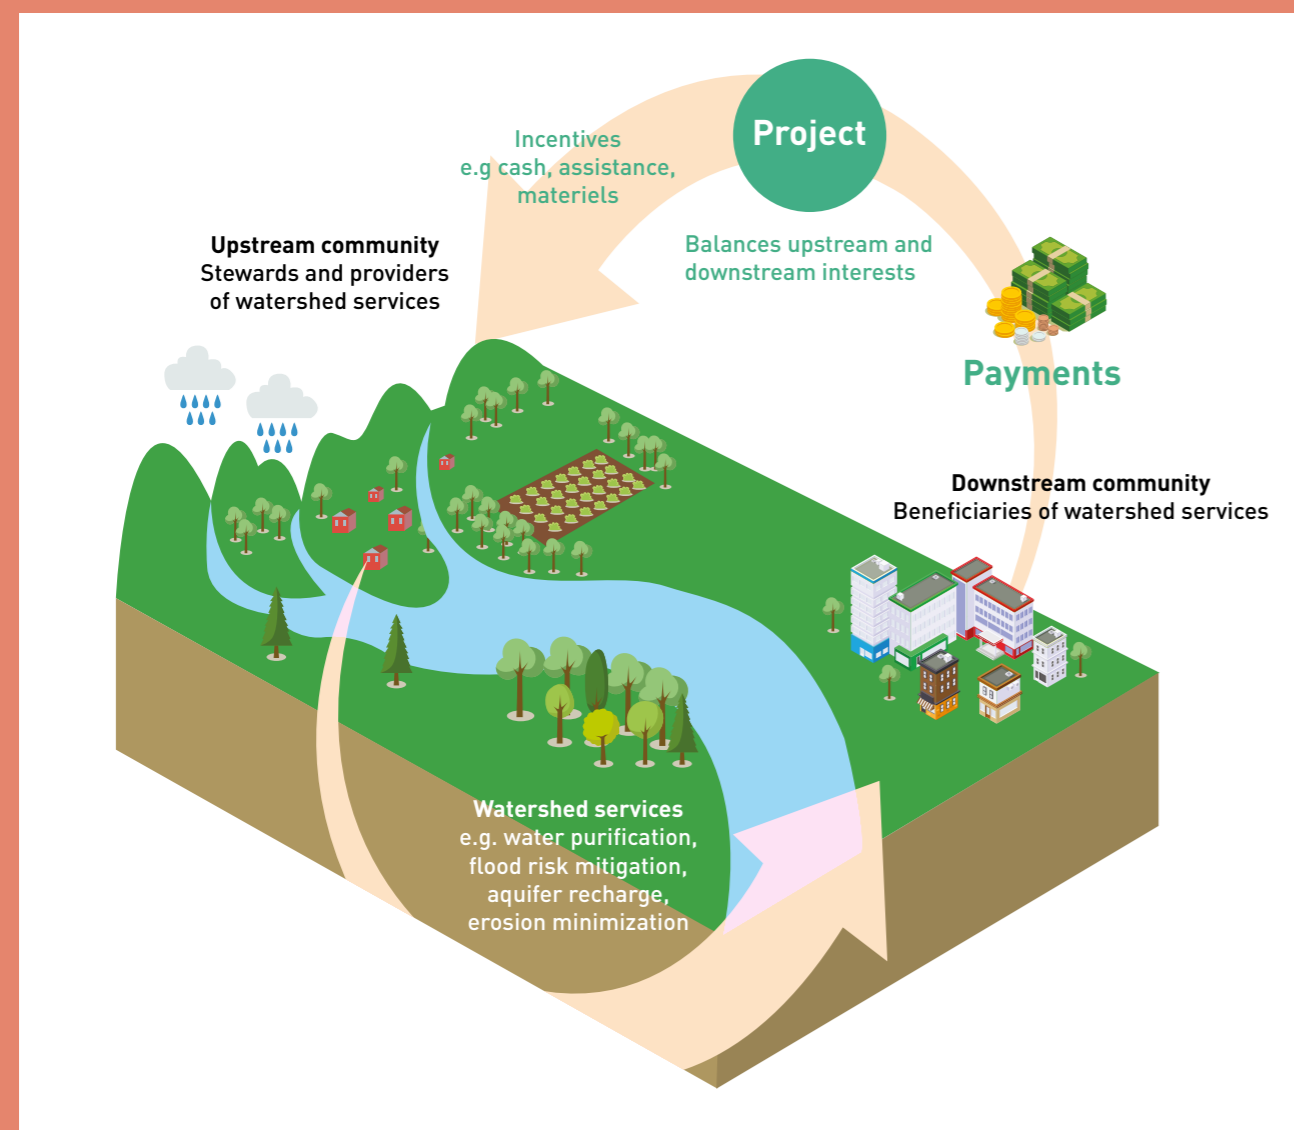 Project
Incentives
e.g cash, assistance,
materiels
Upstream community
Stewards and providers
of watershed services
Balances upstream and
downstream interests
Payments
Downstream community
Beneficiaries of watershed services
Watershed services
e.g. water purification,
flood risk mitigation,
aquifer recharge,
erosion minimization